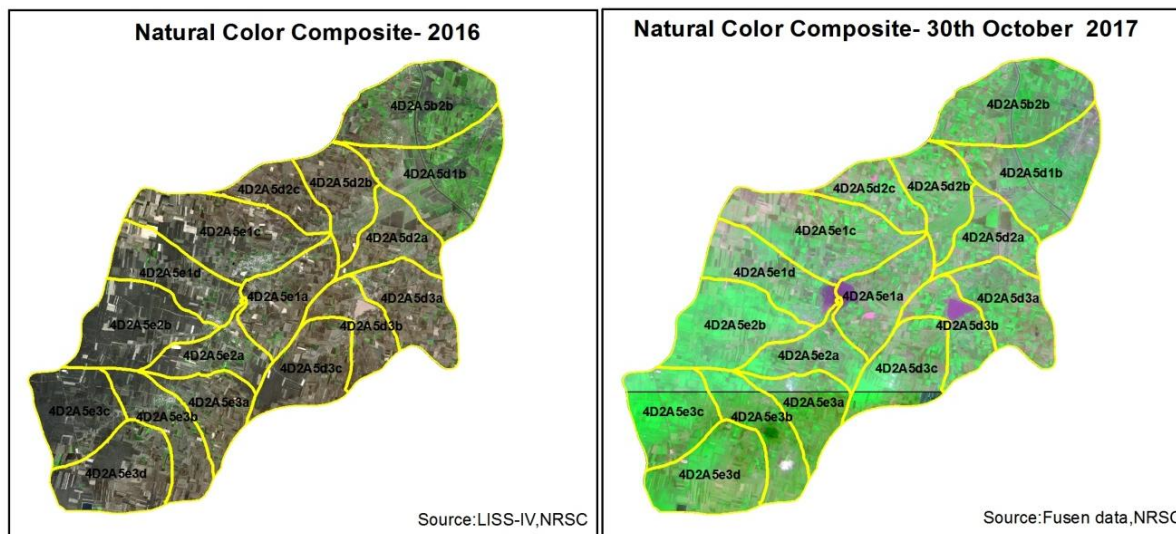 Natural Color Composite- 2016
4D2A5b2b
4D2A5d1b
4D2A5d2c
4D2A5d2b
4D2A5e1c
4D2A5d2a
4D2A5e1d
4D2A5e1a
4D2A5d3a
4D2A5e2b
4D2A5d3b
4D2A5e2a
4D2A5d3c
4D2A5e3a
4D2A5e3c
4D2A5e3b
4D2A5e3d
Source:LISS-IV,NRSC
Natural Color Composite- 30th October 2017
4D2A5b2b
4D2A5d1b
4D2A5d2c
4D2A5d2b
4D2A5e1c
4D2A5d2a
4D2A5e1d
4D2A5e1a
4D2A5d3a
4D2A5e2b
4D2A5d3b
4D2A5e2a
4D2A5d3c
4D2A5e3a
4D2A5e3c
4D2A5e3b
4D2A5e3d
Source:Fusen data,NRSC